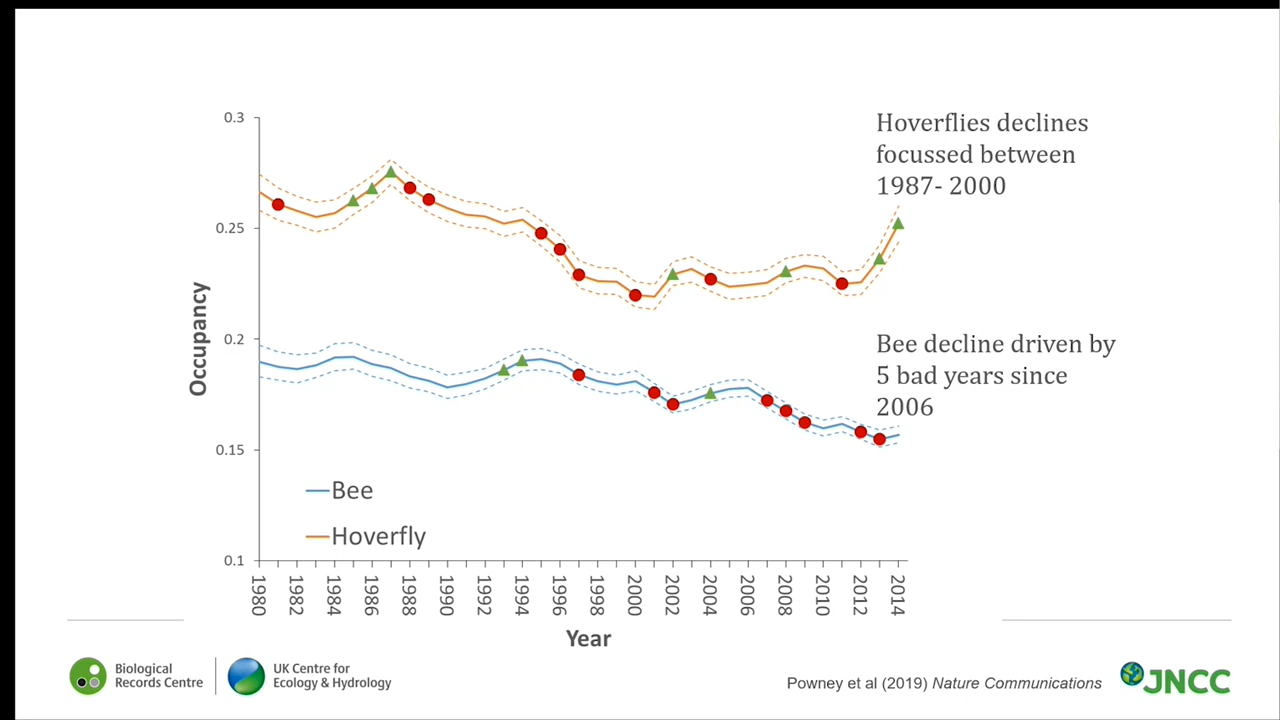 Hoverflies declines
focussed between
1987- 2000
Bee decline driven by
5 bad years since
2006
0.3
0.25
0.2
0.15
0.1
Occupancy
Bee
Hoverfly
1980
1982
1984
1986
1988
1990
1992
1994
1996
1998
2000
2002
2004
2006
2008
2010
2012
2014
Year
Biological
Records Centre
UK Centre for
Ecology & Hydrology
Powney et al (2019) Nature Communications
JNCC